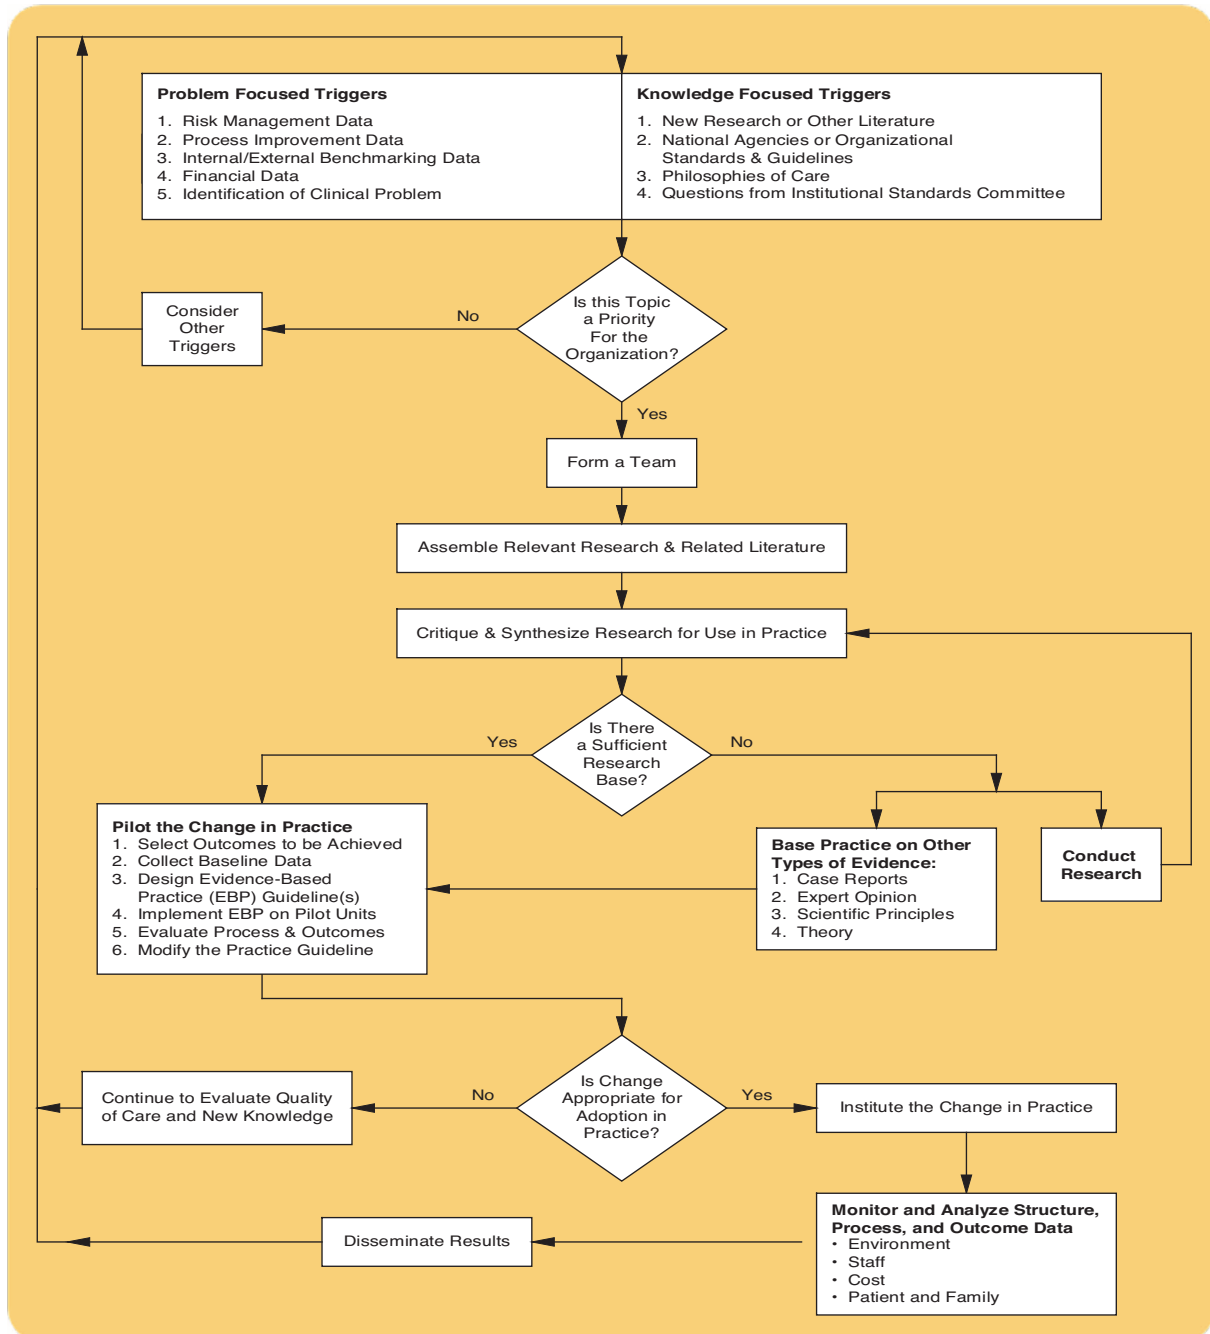 Problem Focused Triggers
1. Risk Management Data
2. Process Improvement Data
3. Internal/External Benchmarking Data
4. Financial Data
5. Identification of Clinical Problem
Knowledge Focused Triggers
1. New Research or Other Literature
2. National Agencies or Organizational
Standards & Guidelines
3. Philosophies of Care
4. Questions from Institutional Standards Committee
Is this Topic
a Priority
For the
Organization?
No
Consider
Other
Triggers
Yes
Form a Team
Assemble Relevant Research & Related Literature
Critique & Synthesize Research for Use in Practice
Is There
a Sufficient
Research
Base?
Yes
No
Pilot the Change in Practice
1. Select Outcomes to be Achieved
2. Collect Baseline Data
3. Design Evidence-Based
Practice (EBP) Guideline(s)
4. Implement EBP on Pilot Units
5. Evaluate Process & Outcomes
6. Modify the Practice Guideline
Base Practice on Other
Types of Evidence:
1. Case Reports
2. Expert Opinion
3. Scientific Principles
4. Theory
Conduct
Research
Is Change
Appropriate for
Adoption in
Practice?
No
Continue to Evaluate Quality
of Care and New Knowledge
Yes
Institute the Change in Practice
Monitor and Analyze Structure,
Process, and Outcome Data
• Environment
• Staff
• Cost
• Patient and Family
Disseminate Results